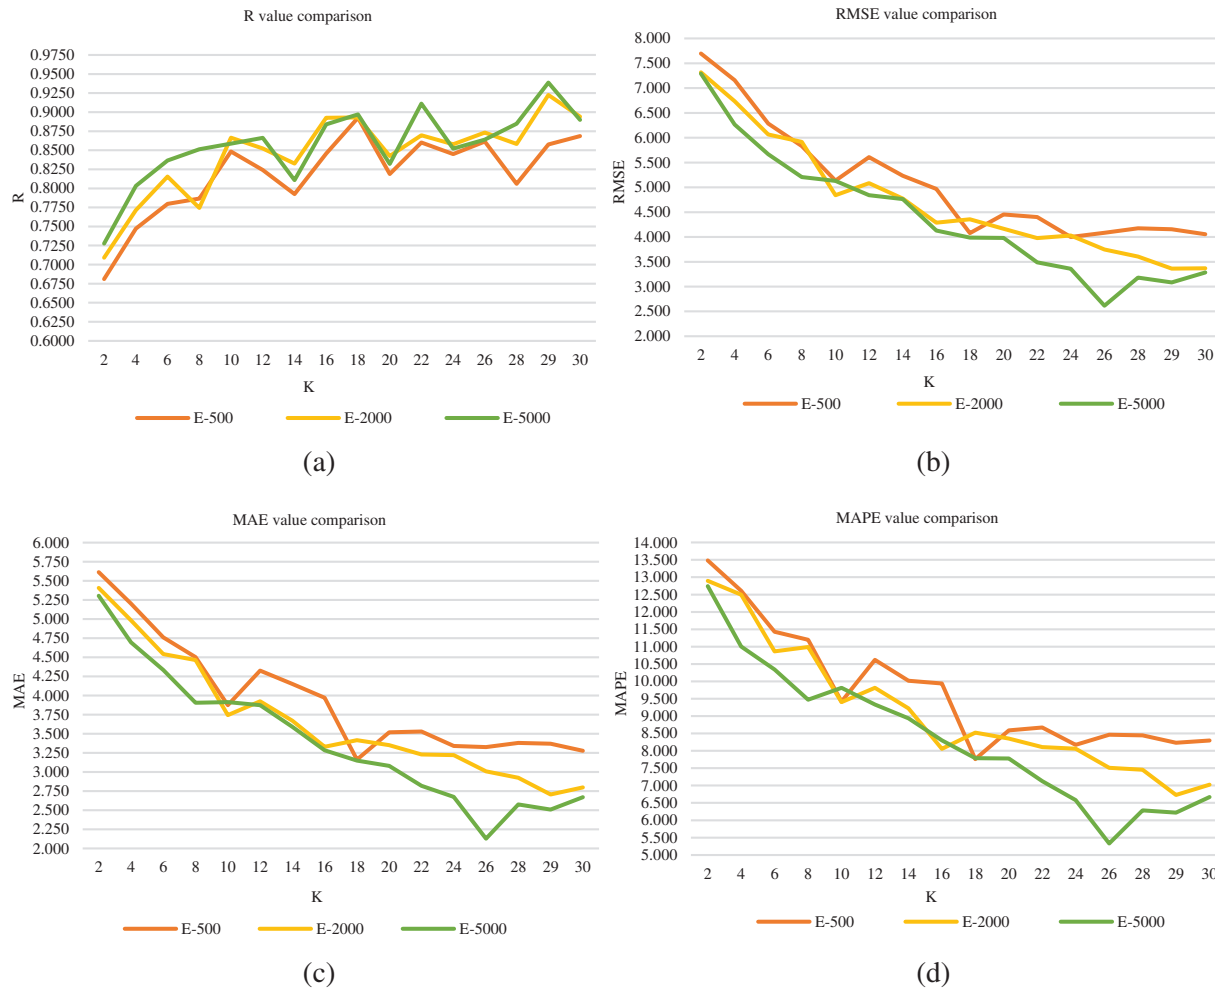 R value comparison
0.9750
0.9500
0.9250
0.9000
0.8750
0.8500
0.8250
0.8000
0.7750
0.7500
0.7250
0.7000
0.6750
0.6500
0.6250
0.6000
R
2 4 6 8 10 12 14 16 18 20 22 24 26 28 29 30
K
E-500 E-2000 E-5000
(a)
RMSE value comparison
8.000
7.500
7.000
6.500
6.000
5.500
5.000
4.500
4.000
3.500
3.000
2.500
2.000
RMSE
2 4 6 8 10 12 14 16 18 20 22 24 26 28 29 30
K
E-500 E-2000 E-5000
(b)
MAE value comparison
6.000
5.750
5.500
5.250
5.000
4.750
4.500
4.250
4.000
3.750
3.500
3.250
3.000
2.750
2.500
2.250
2.000
MAE
2 4 6 8 10 12 14 16 18 20 22 24 26 28 29 30
K
E-500 E-2000 E-5000
(c)
MAPE value comparison
14.000
13.500
13.000
12.500
12.000
11.500
11.000
10.500
10.000
9.500
9.000
8.500
8.000
7.500
7.000
6.500
6.000
5.500
5.000
MAPE
2 4 6 8 10 12 14 16 18 20 22 24 26 28 29 30
K
E-500 E-2000 E-5000
(d)